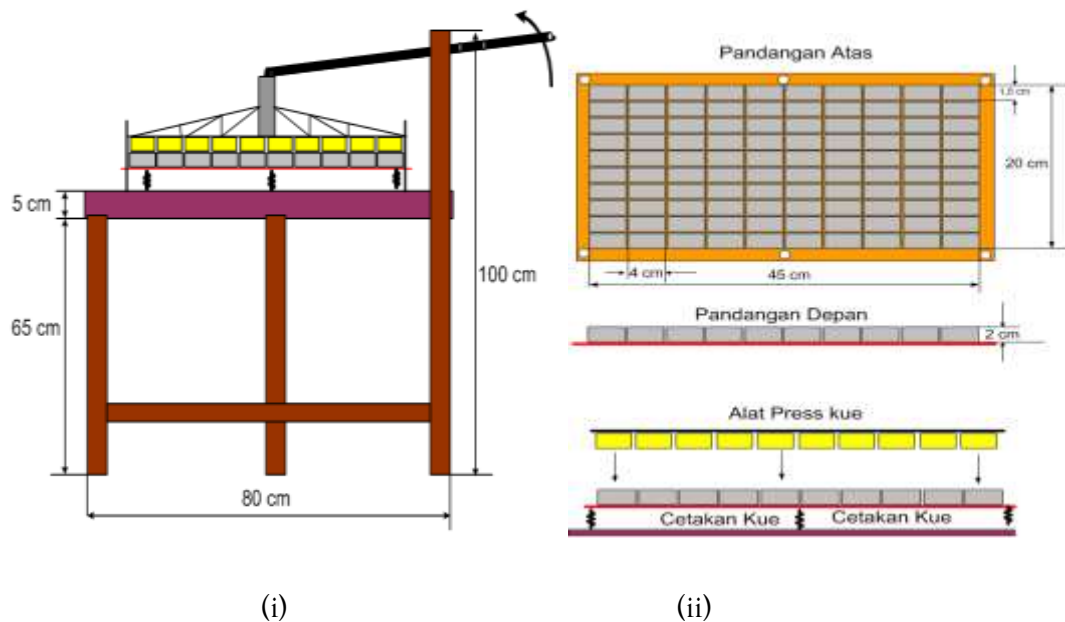 5 cm
65 cm
100 cm
80 cm
(i)
Pandangan Atas
20 cm
4 cm
45 cm
Pandangan Depan
2 cm
Alat Press kue
Cetakan Kue
Cetakan Kue
(ii)